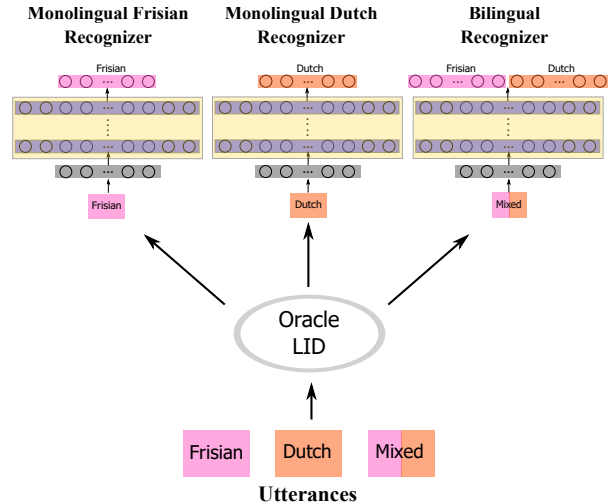 Monolingual Frisian Recognizer
Monolingual Dutch Recognizer
Bilingual Recognizer
Frisian
Dutch
Frisian Dutch
Frisian
Dutch
Mixed
Oracle
LID
Frisian
Dutch
Mixed
Utterances